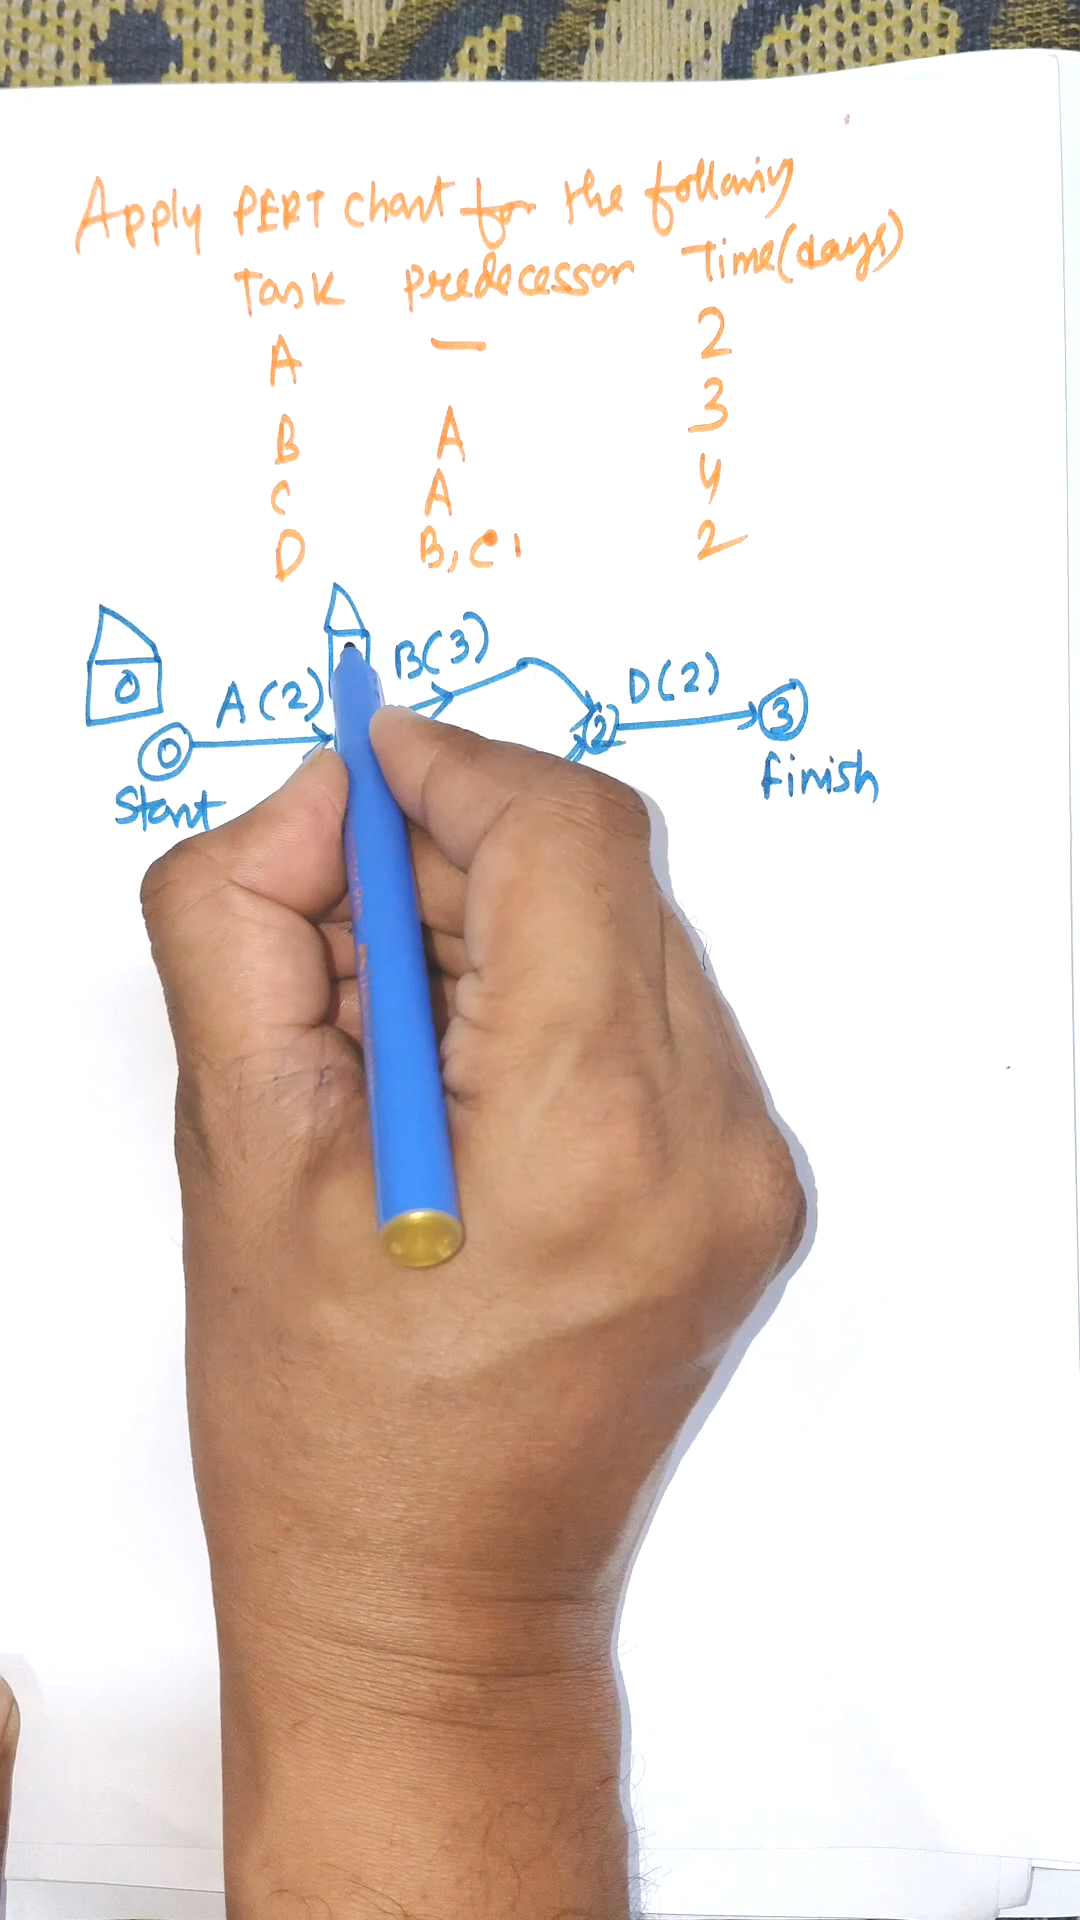 Apply PERT chart for the following
Task Predecessor Time(days)
A — 2
B A 3
C A 4
D B, C, 2
0
A(2) B(3) D(2)
0 2 3
Start Finish